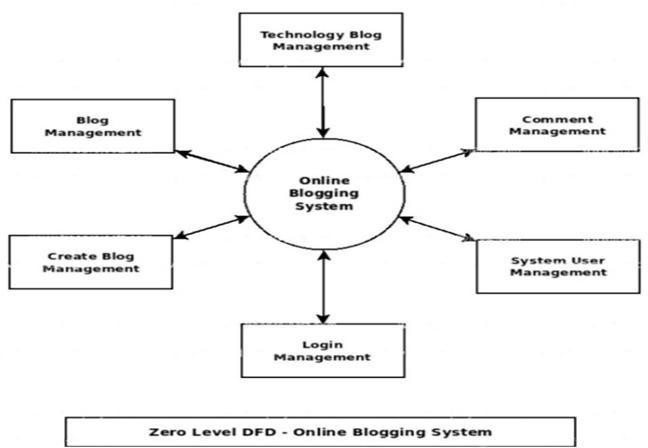 Technology Blog
Management
Blog
Management
Comment
Management
Online
Blogging
System
Create Blog
Management
System User
Management
Login
Management
Zero Level DFD - Online Blogging System